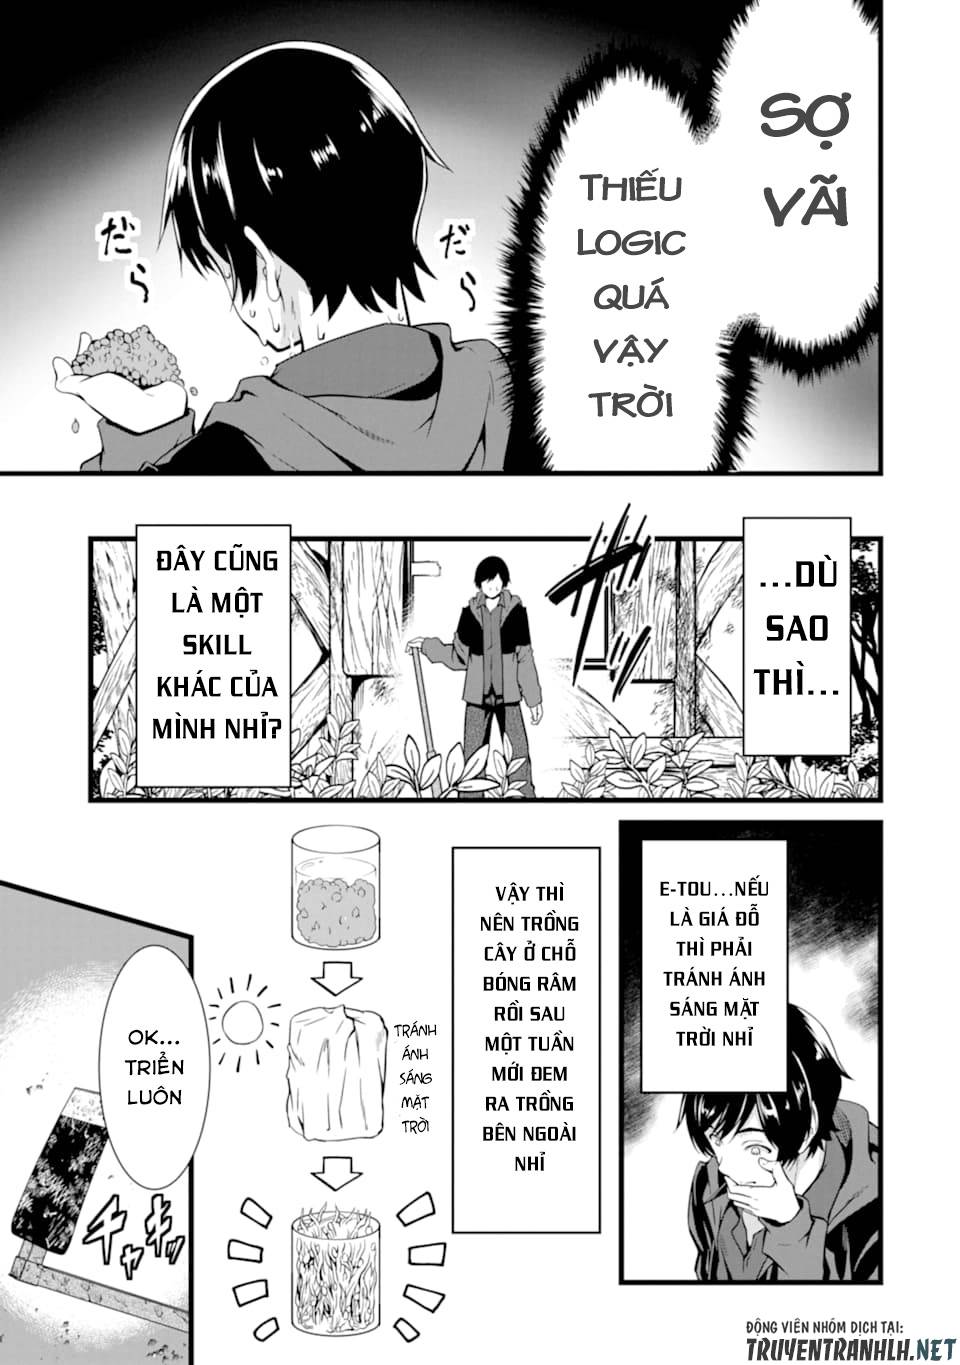 SỢ
VÃI
THIẾU
LOGIC
QUÁ
VẬY
TRỜI
だら
だら
...DÙ
SAO
THÌ...
ĐÂY CŨNG
LÀ MỘT
SKILL
KHÁC CỦA
MÌNH NHỈ?
E-TOU...NẾU
LÀ GIÁ ĐỖ
THÌ PHẢI
TRÁNH ÁNH
SÁNG MẶT
TRỜI NHỈ
VẬY THÌ
NÊN TRỒNG
CÂY Ở CHỖ
BÓNG RÂM
RỒI SAU
MỘT TUẦN
MỚI ĐEM
RA TRỒNG
BÊN NGOÀI
NHỈ
TRÁNH
ÁNH
SÁNG
MẶT
TRỜI
OK...
TRIỂN
LUÔN
チャキッ
ĐỘNG VIÊN NHÓM DỊCH TẠI:
TRUYENTRANHLH.NET